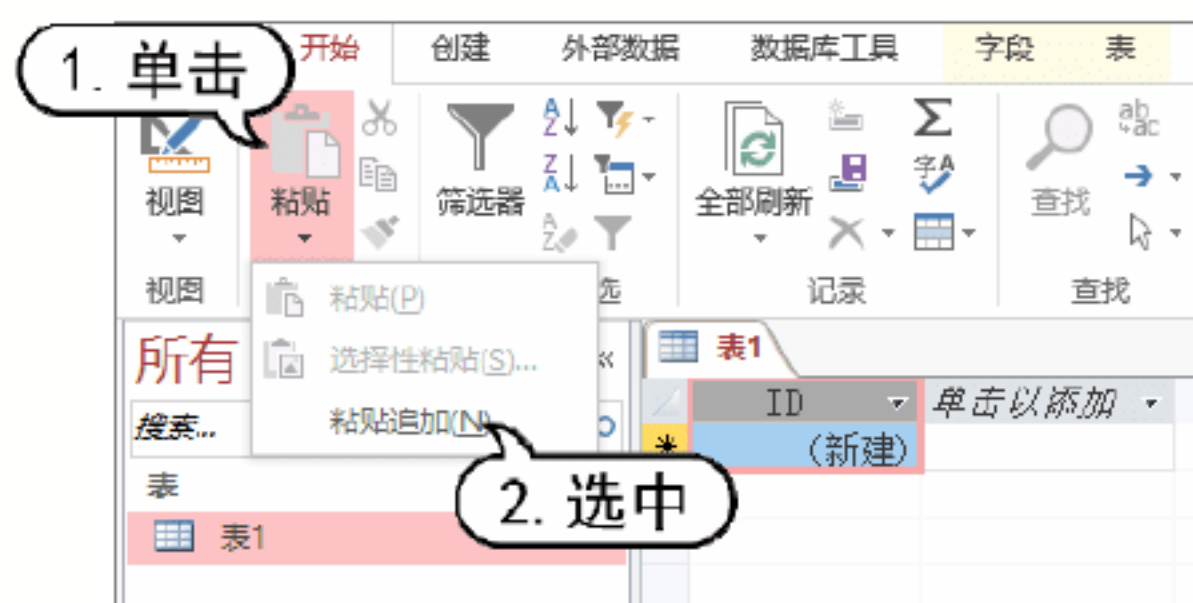 1. 单击
开始 创建 外部数据 数据库工具 字段 表
视图 粘贴 筛选器 全部刷新 查找
视图 选 记录 查找
粘贴(P)
选择性粘贴(S)...
粘贴追加(N)
2. 选中
所有
搜索...
表
表1
表1
ID 单击以添加
(新建)